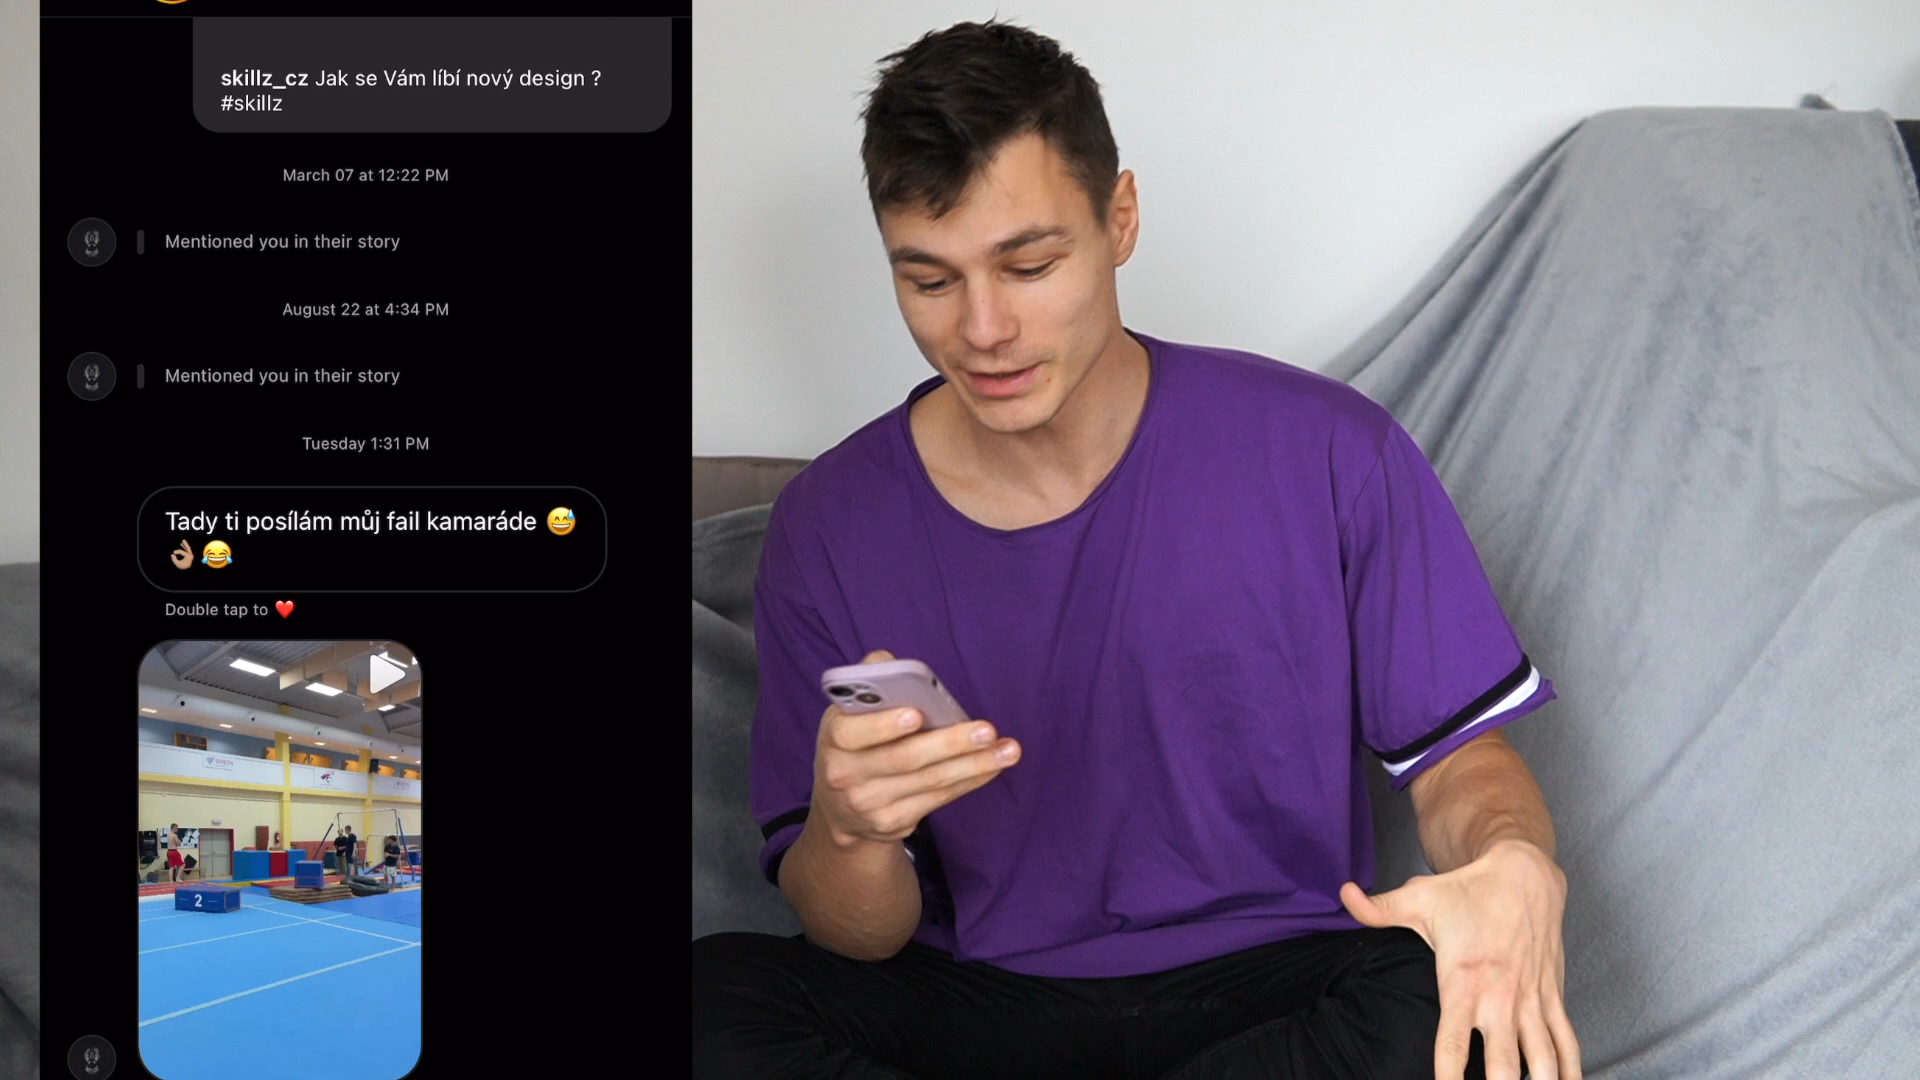 skillz_cz Jak se Vám líbí nový design ?
#skillz
March 07 at 12:22 PM
Mentioned you in their story
August 22 at 4:34 PM
Mentioned you in their story
Tuesday 1:31 PM
Tady ti posílám můj fail kamaráde 😅
👌🏽😂
Double tap to ❤️
2